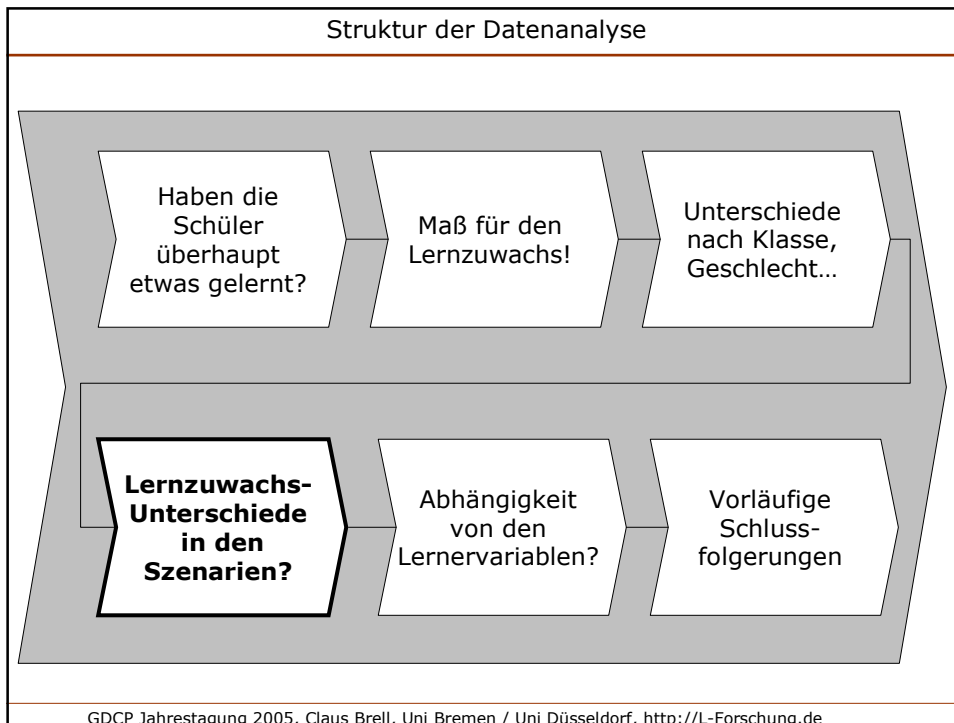 Struktur der Datenanalyse
Haben die
Schüler
überhaupt
etwas gelernt?
Maß für den
Lernzuwachs!
Unterschiede
nach Klasse,
Geschlecht…
Lernzuwachs-
Unterschiede
in den
Szenarien?
Abhängigkeit
von den
Lernervariablen?
Vorläufige
Schluss-
folgerungen
GDCP Jahrestagung 2005, Claus Brell, Uni Bremen / Uni Düsseldorf, http://L-Forschung.de